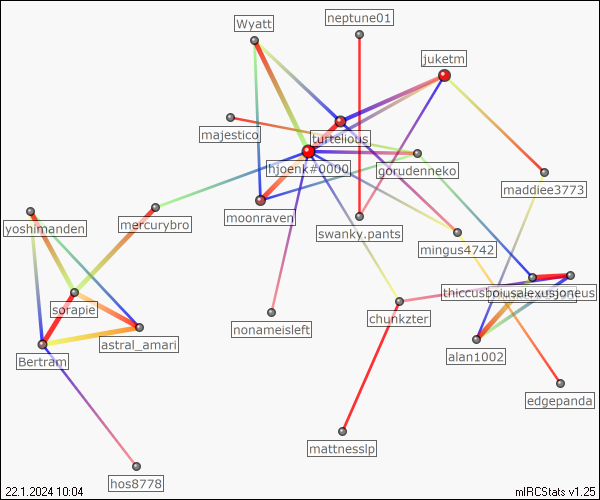 neptune01
Wyatt
juketm
majestico
turtelious
hjoenk#0000
gorudenneko
maddiee3773
moonraven
mercurybro
yoshimanden
swanky.pants
mingus4742
sorapie
nonameisleft
chunkzter
astral_amari
Bertram
alan1002
edgepanda
mattnesslp
hos8778
22.1.2024 10:04
mIRCStats v1.25